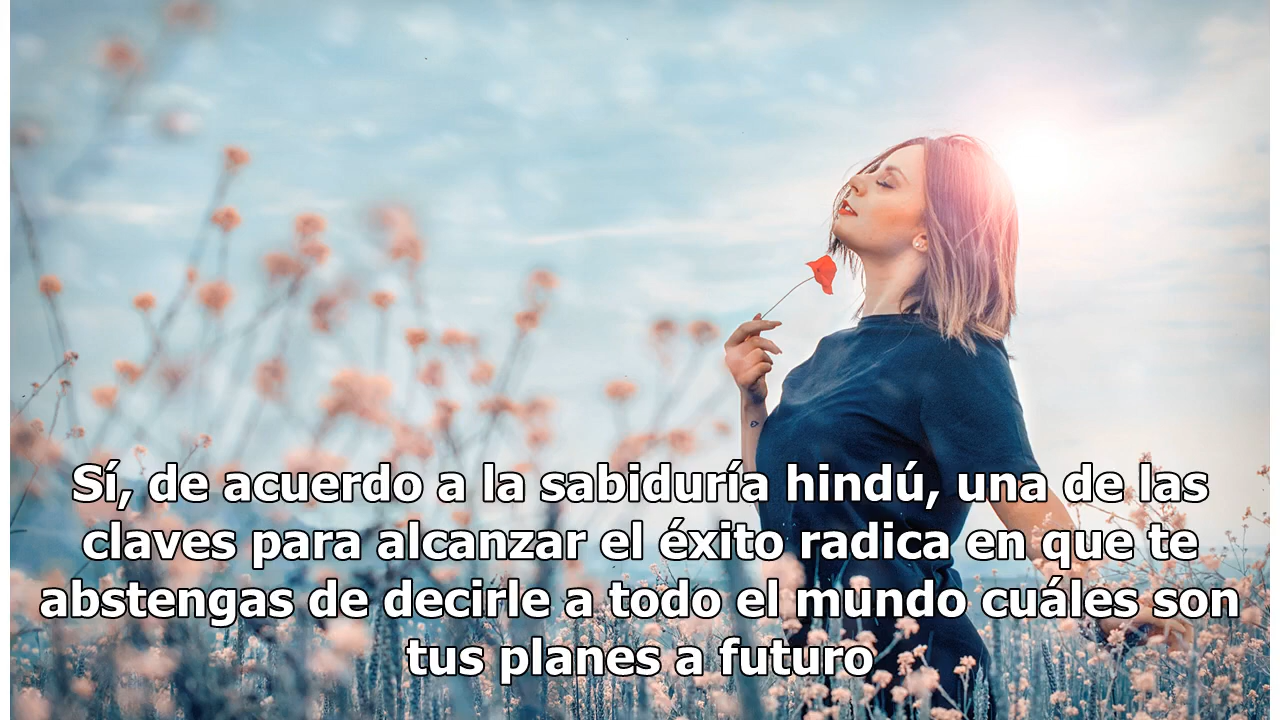 Sí, de acuerdo a la sabiduría hindú, una de las
claves para alcanzar el éxito radica en que te
abstengas de decirle a todo el mundo cuáles son
tus planes a futuro